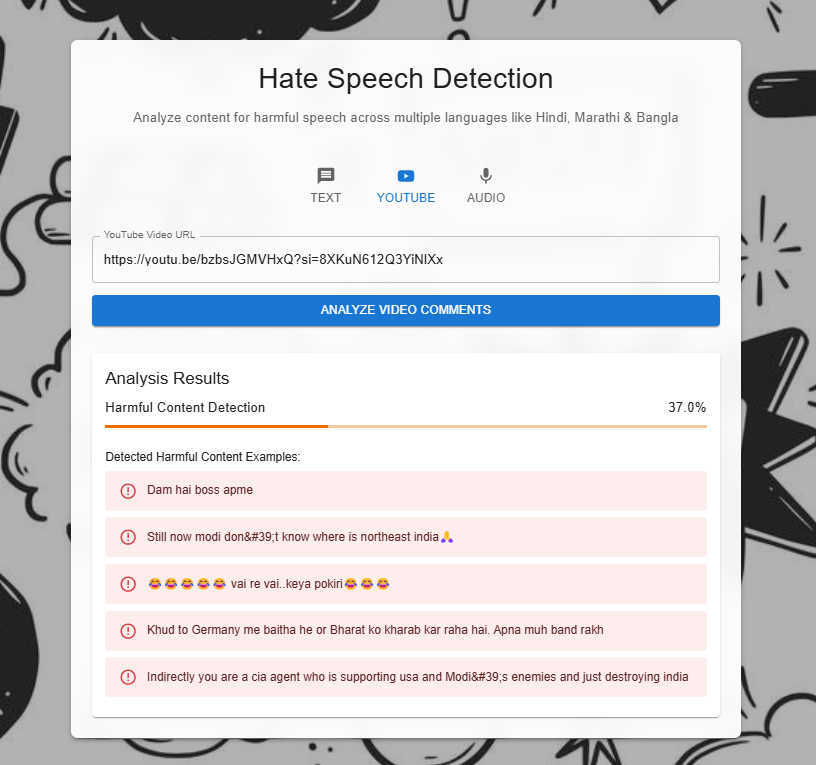 Hate Speech Detection
Analyze content for harmful speech across multiple languages like Hindi, Marathi & Bangla
TEXT YOUTUBE AUDIO
YouTube Video URL
https://youtu.be/bzbsJGMVHxQ?si=8XKuN612Q3YiNlXx
ANALYZE VIDEO COMMENTS
Analysis Results
Harmful Content Detection 37.0%
Detected Harmful Content Examples:
Dam hai boss apme
Still now modi don&#39;t know where is northeast india🙏
😂😂😂😂😂 vai re vai..keya pokiri😂😂😂
Khud to Germany me baitha he or Bharat ko kharab kar raha hai. Apna muh band rakh
Indirectly you are a cia agent who is supporting usa and Modi&#39;s enemies and just destroying india